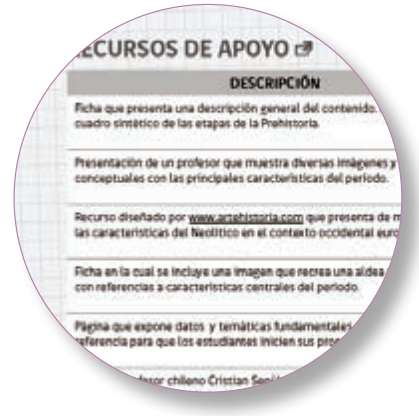 ECURSOS DE APOYO
DESCRIPCIÓN
Ficha que presenta una descripción general del contenido.
cuadro sintético de las etapas de la Prehistoria.
Presentación de un profesor que muestra diversas imágenes y
conceptuales con las principales características del periodo.
Recurso diseñado por www.artehistoria.com que presenta de m
las características del Neolítico en el contexto occidental euro
Ficha en la cual se incluye una imagen que recrea una aldea
con referencias a características centrales del periodo.
Página que expone datos y temáticas fundamentales
referencia para que los estudiantes inicien sus pro
fesor chileno Cristian